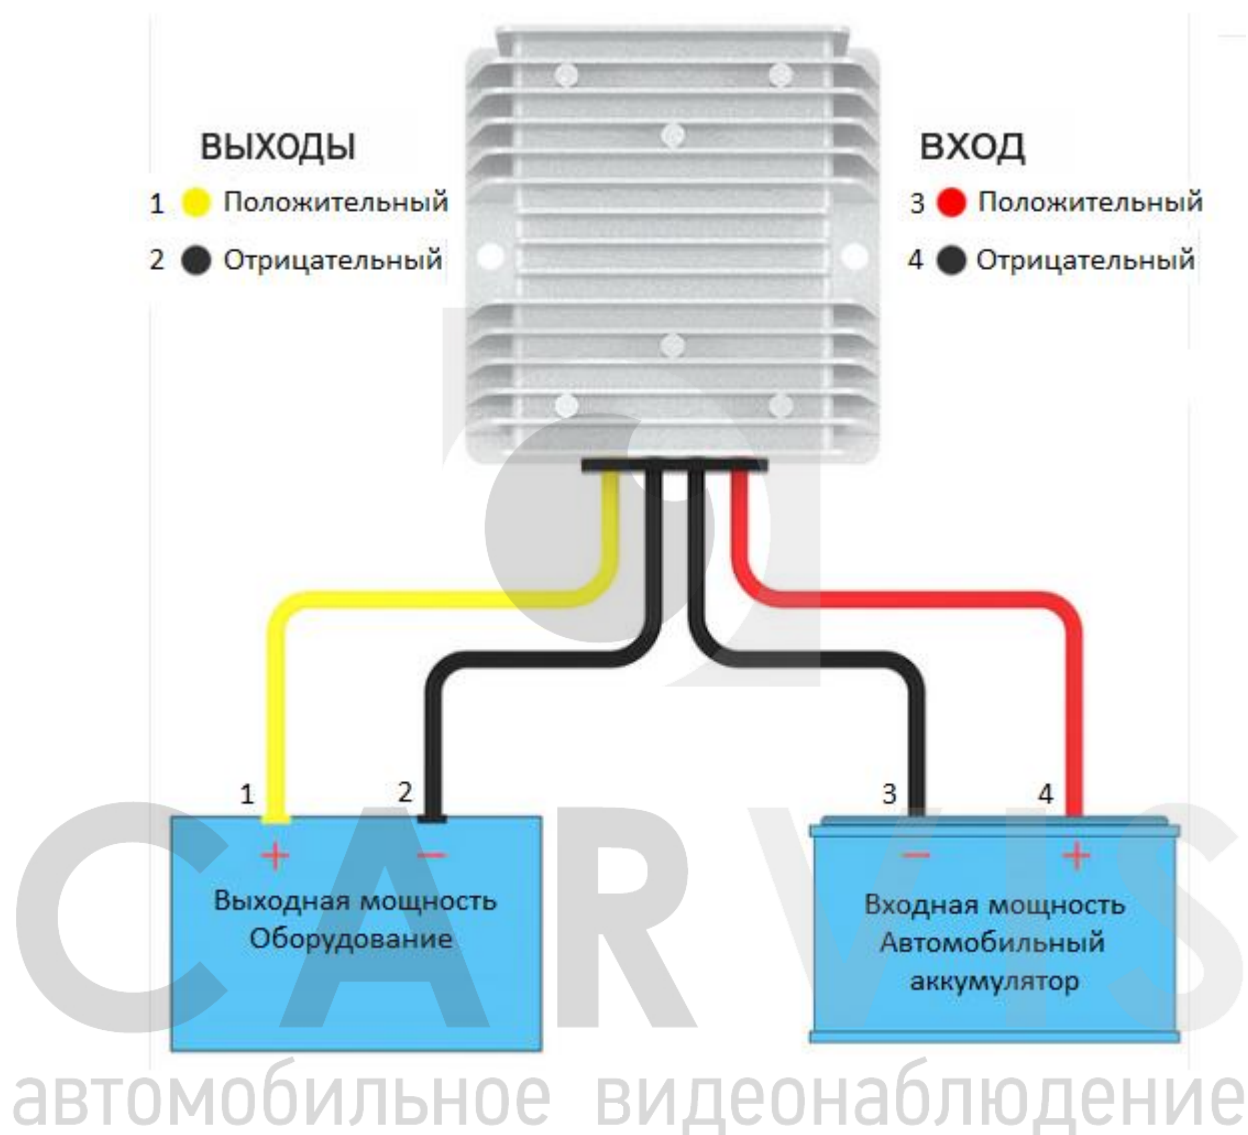 ВЫХОДЫ
1 Положительный
2 Отрицательный
ВХОД
3 Положительный
4 Отрицательный
1 2
+ −
Выходная мощность
Оборудование
3 4
− +
Входная мощность
Автомобильный
аккумулятор
CARVIS
автомобильное видеонаблюдение